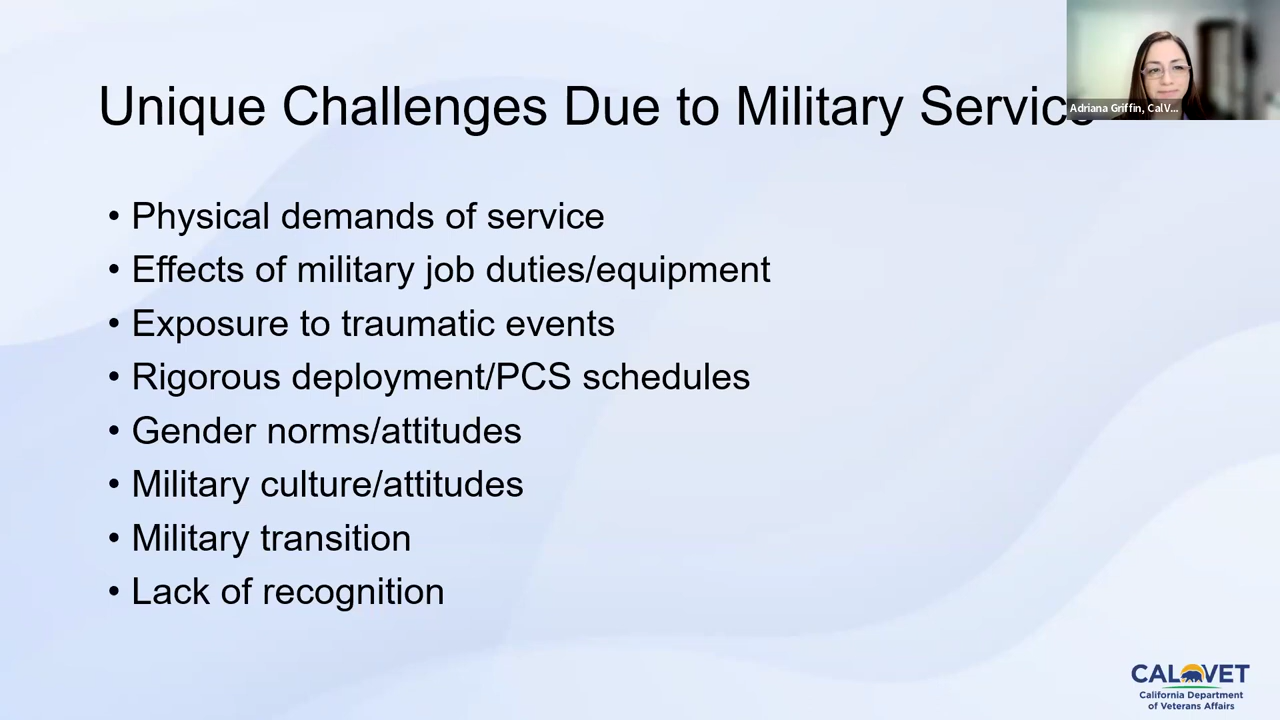 Unique Challenges Due to Military Service
Adriana Griffin, CalV...
• Physical demands of service
• Effects of military job duties/equipment
• Exposure to traumatic events
• Rigorous deployment/PCS schedules
• Gender norms/attitudes
• Military culture/attitudes
• Military transition
• Lack of recognition
CALVET
California Department
of Veterans Affairs